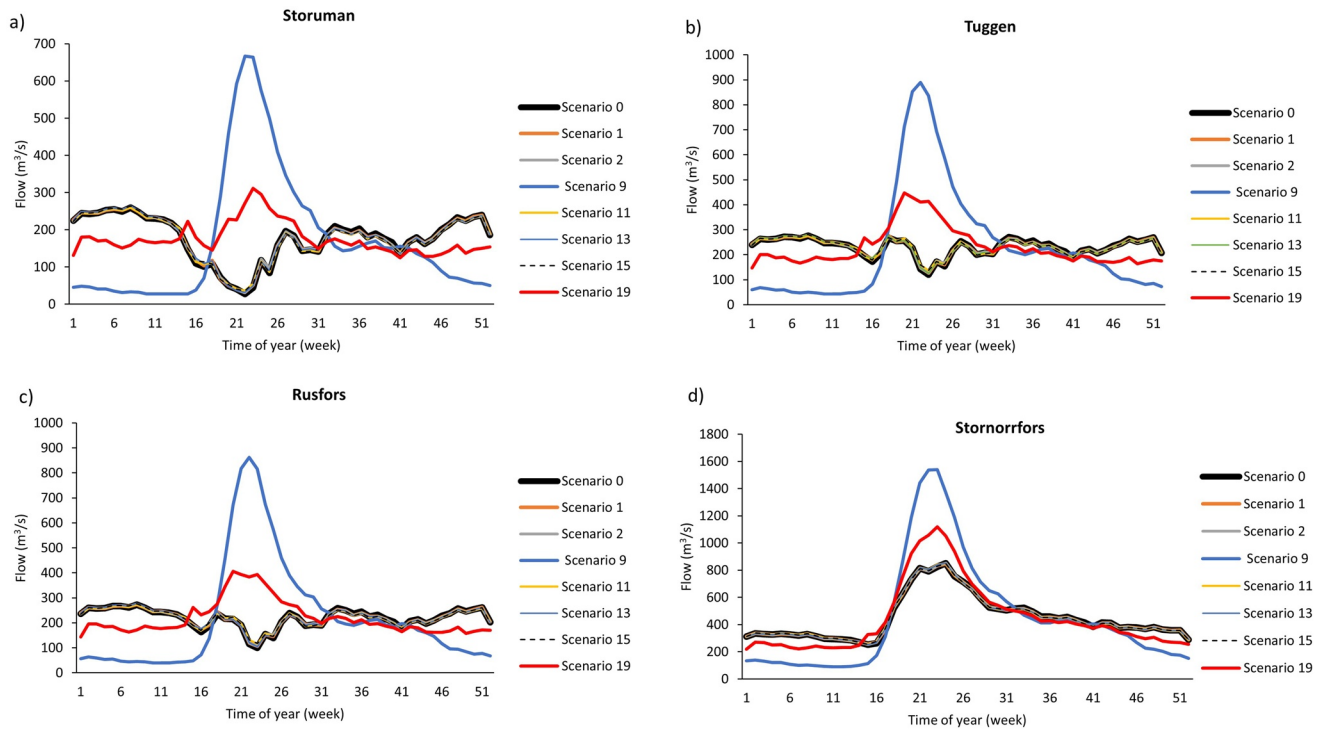 a)
Storuman
700
600
500
400
300
200
100
0
Flow (m³/s)
1 6 11 16 21 26 31 36 41 46 51
Time of year (week)
Scenario 0
Scenario 1
Scenario 2
Scenario 9
Scenario 11
Scenario 13
Scenario 15
Scenario 19
b)
Tuggen
1000
900
800
700
600
500
400
300
200
100
0
Flow (m³/s)
1 6 11 16 21 26 31 36 41 46 51
Time of year (week)
Scenario 0
Scenario 1
Scenario 2
Scenario 9
Scenario 11
Scenario 13
Scenario 15
Scenario 19
c)
Rusfors
1000
900
800
700
600
500
400
300
200
100
0
Flow (m³/s)
1 6 11 16 21 26 31 36 41 46 51
Time of year (week)
Scenario 0
Scenario 1
Scenario 2
Scenario 9
Scenario 11
Scenario 13
Scenario 15
Scenario 19
d)
Stornorrfors
1800
1600
1400
1200
1000
800
600
400
200
0
Flow (m³/s)
1 6 11 16 21 26 31 36 41 46 51
Time of year (week)
Scenario 0
Scenario 1
Scenario 2
Scenario 9
Scenario 11
Scenario 13
Scenario 15
Scenario 19